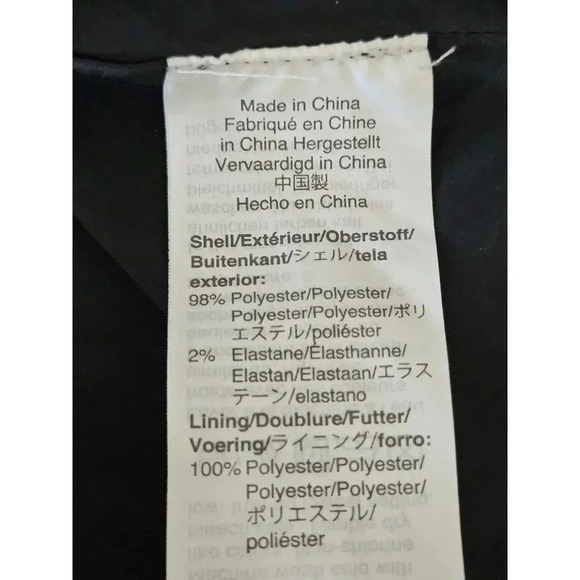 Made in China
Fabriqué en Chine
in China Hergestellt
Vervaardigd in China
中国製
Hecho en China
Shell/Extérieur/Oberstoff/
Buitenkant/シェル/tela
exterior:
98% Polyester/Polyester/
Polyester/Polyester/ポリ
エステル/poliéster
2% Elastane/Élasthanne/
Elastan/Elastaan/エラス
テーン/elastano
Lining/Doublure/Futter/
Voering/ライニング/forro:
100% Polyester/Polyester/
Polyester/Polyester/
ポリエステル/
poliéster